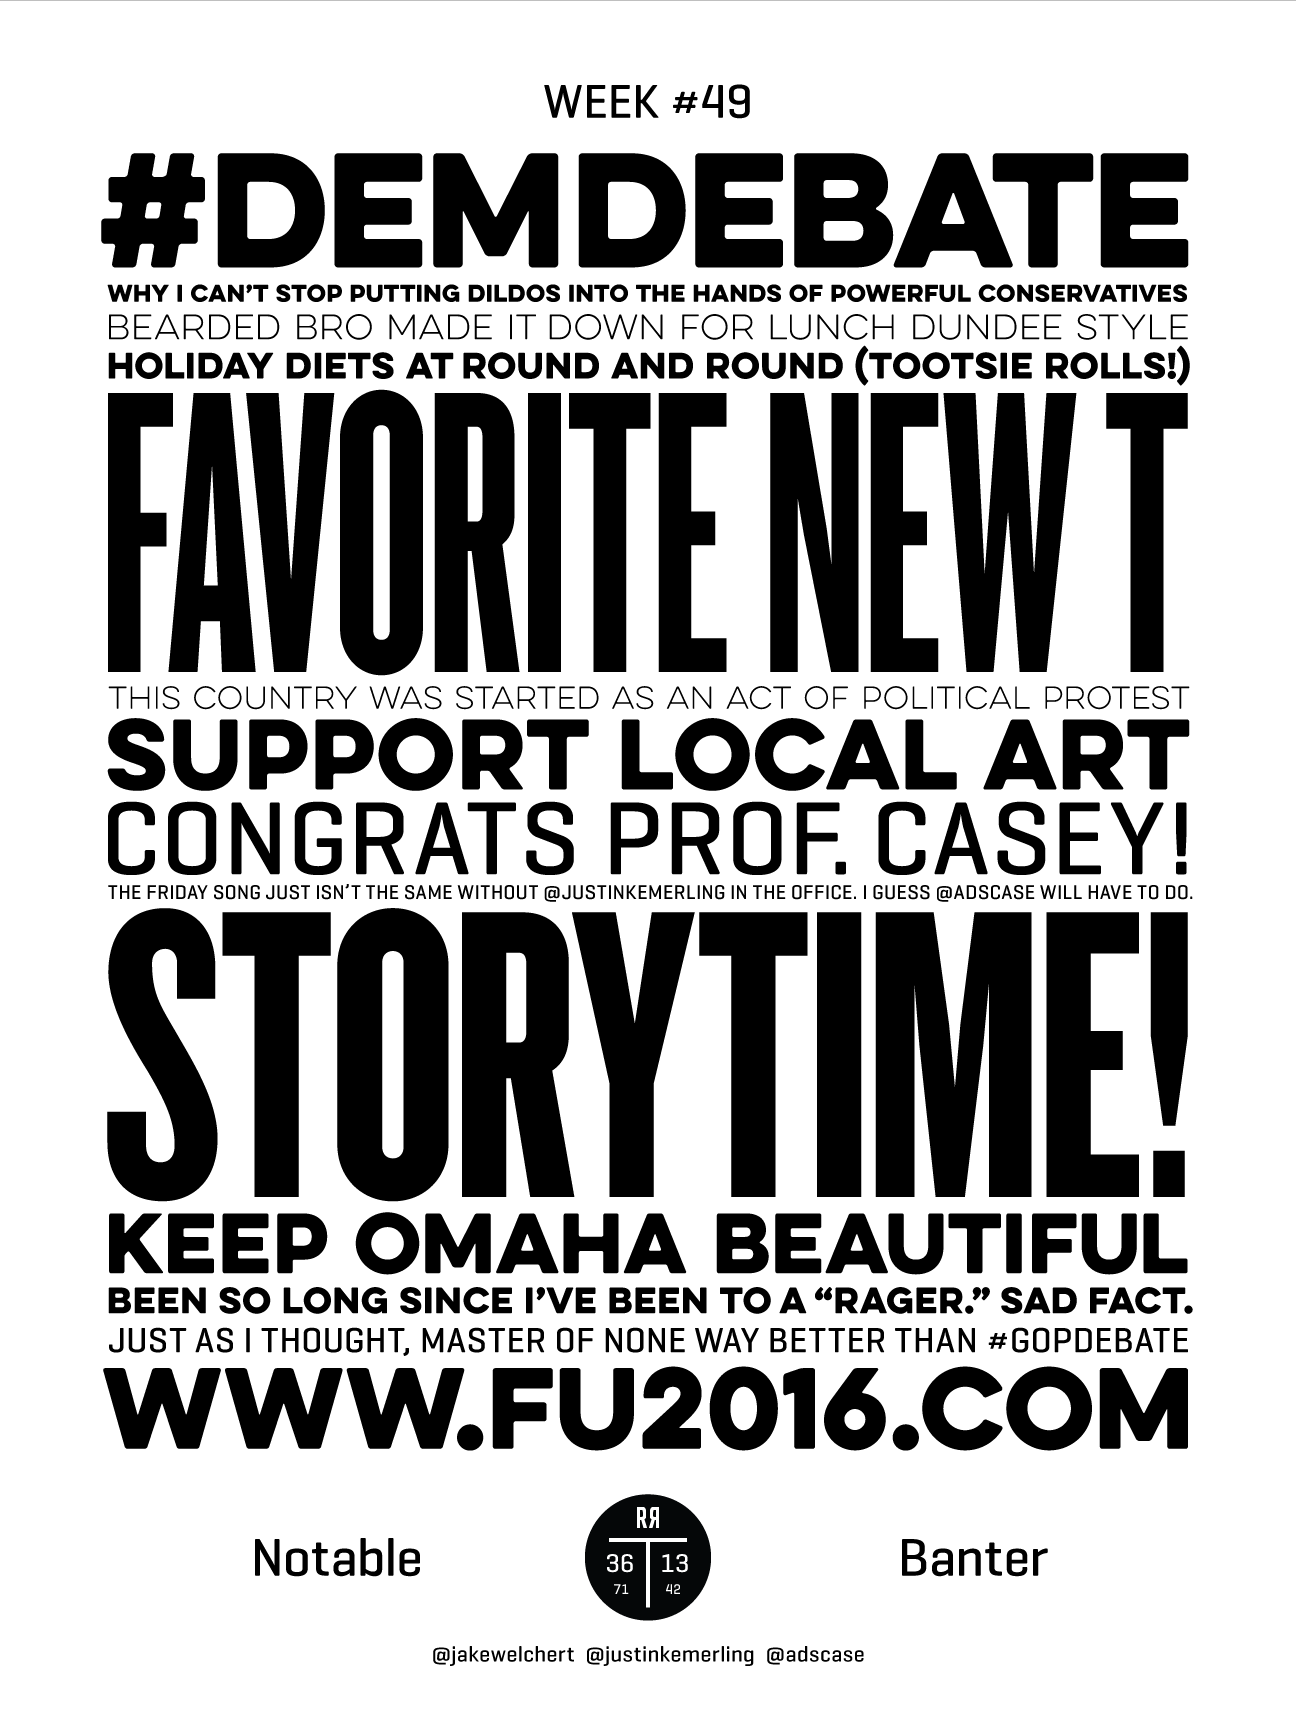 WEEK #49
#DEMDEBATE
WHY I CAN'T STOP PUTTING DILDOS INTO THE HANDS OF POWERFUL CONSERVATIVES
BEARDED BRO MADE IT DOWN FOR LUNCH DUNDEE STYLE
HOLIDAY DIETS AT ROUND AND ROUND (TOOTSIE ROLLS!)
FAVORITE NEW T
THIS COUNTRY WAS STARTED AS AN ACT OF POLITICAL PROTEST
SUPPORT LOCAL ART
CONGRATS PROF. CASEY!
THE FRIDAY SONG JUST ISN'T THE SAME WITHOUT @JUSTINKEMERLING IN THE OFFICE. I GUESS @ADSCASE WILL HAVE TO DO.
STORYTIME!
KEEP OMAHA BEAUTIFUL
BEEN SO LONG SINCE I'VE BEEN TO A “RAGER.” SAD FACT.
JUST AS I THOUGHT, MASTER OF NONE WAY BETTER THAN #GOPDEBATE
WWW.FU2016.COM
RЯ
Notable 36 13 Banter
71 42
@jakewelchert @justinkemerling @adscase